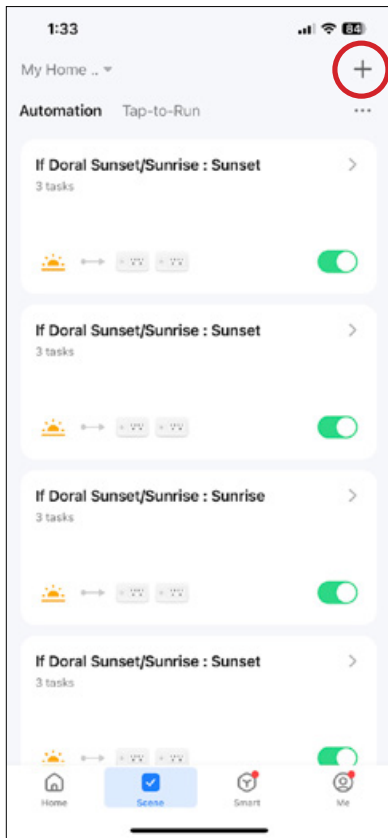 1:33
84
My Home .. ▾
Automation Tap-to-Run
If Doral Sunset/Sunrise : Sunset
3 tasks
If Doral Sunset/Sunrise : Sunset
3 tasks
If Doral Sunset/Sunrise : Sunrise
3 tasks
If Doral Sunset/Sunrise : Sunset
3 tasks
Home Scene Smart Me